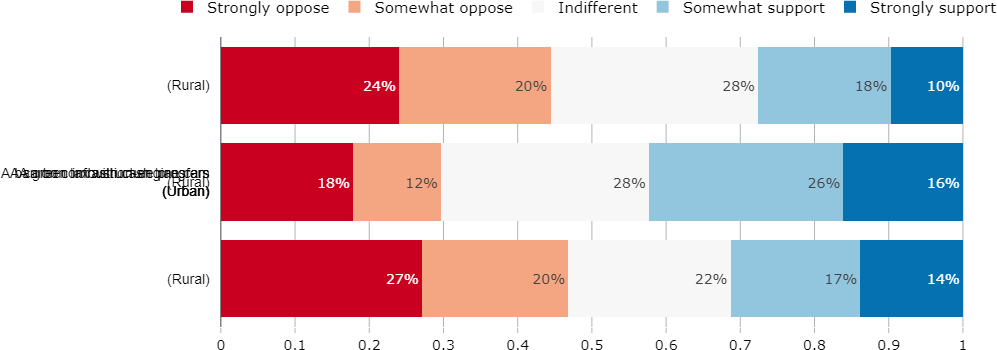 Strongly oppose Somewhat oppose Indifferent Somewhat support Strongly support
(Rural) 24% 20% 28% 18% 10%
(Rural) 18% 12% 28% 26% 16%
(Urban)
(Rural) 27% 20% 22% 17% 14%
0 0.1 0.2 0.3 0.4 0.5 0.6 0.7 0.8 0.9 1